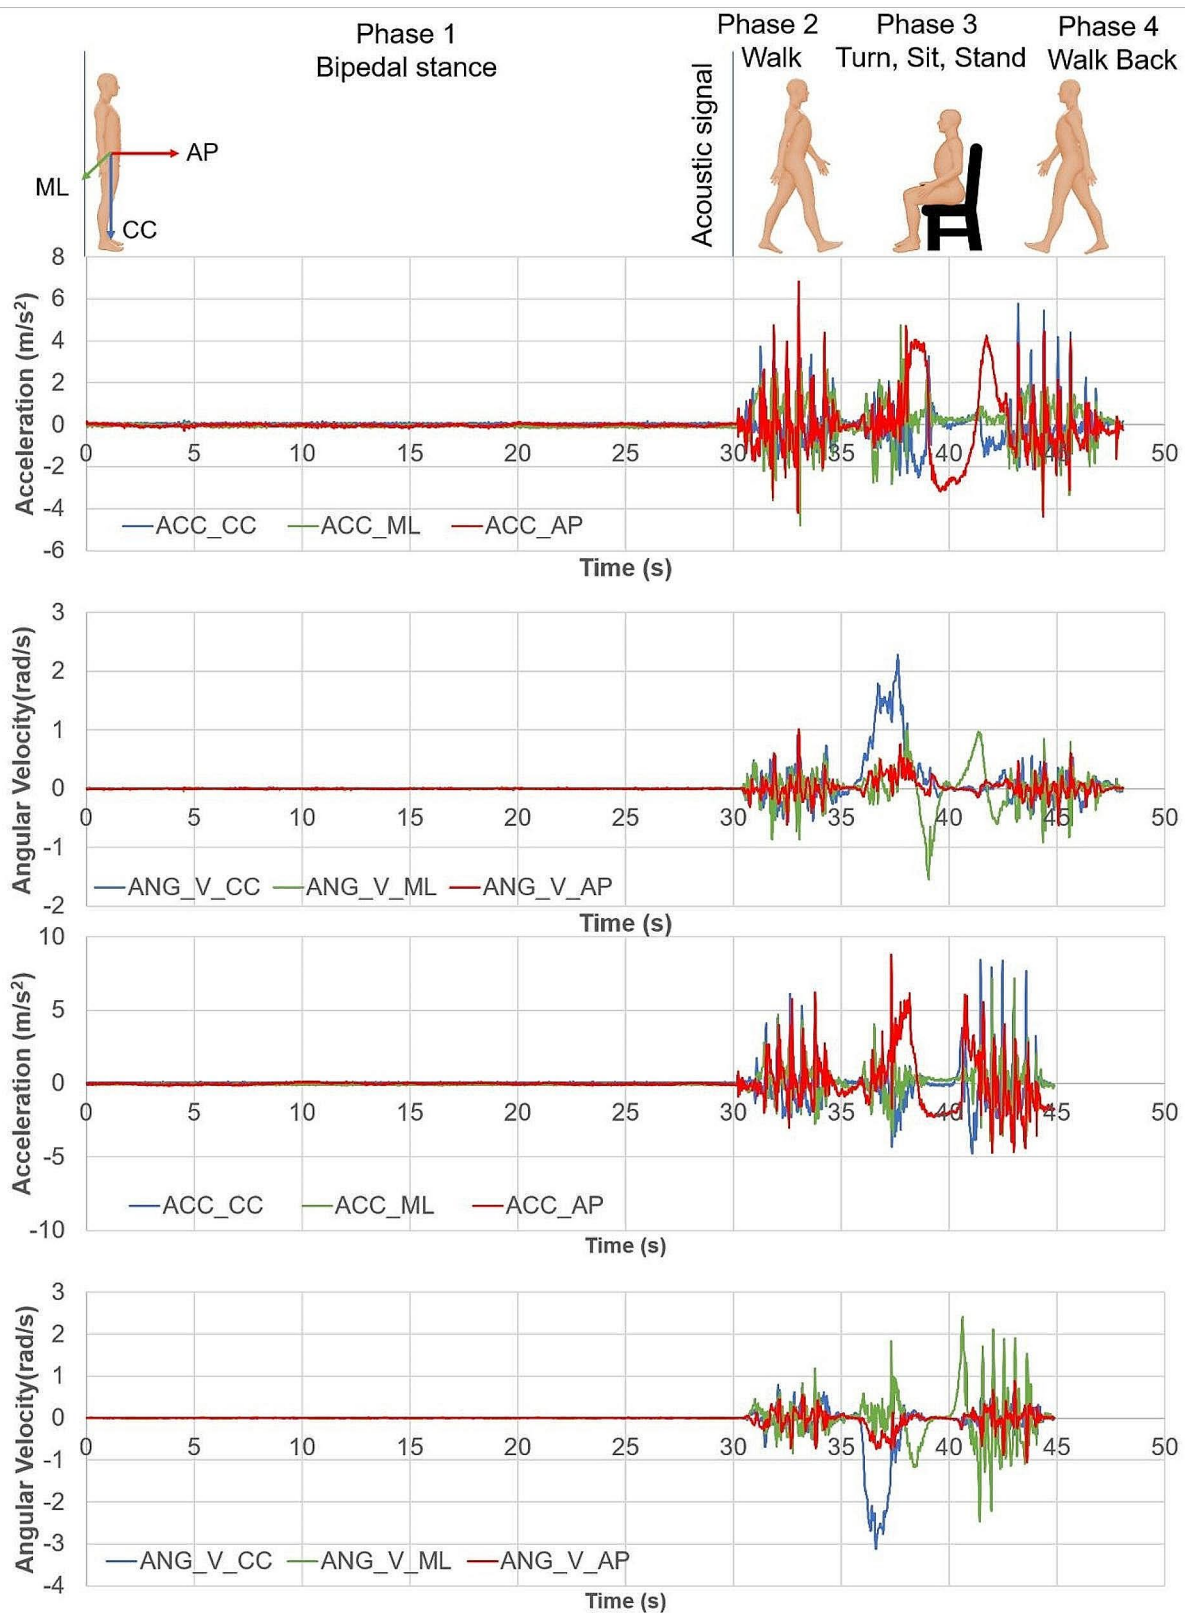 Phase 1
Bipedal stance
Phase 2
Walk
Phase 3
Turn, Sit, Stand
Phase 4
Walk Back
Acoustic signal
AP
ML
CC
Acceleration (m/s²)
8
6
4
2
0
-2
-4
-6
0 5 10 15 20 25 30 35 40 45 50
ACC_CC ACC_ML ACC_AP
Time (s)
Angular Velocity(rad/s)
3
2
1
0
-1
-2
0 5 10 15 20 25 30 35 40 45 50
ANG_V_CC ANG_V_ML ANG_V_AP
Time (s)
Acceleration (m/s²)
10
5
0
-5
-10
0 5 10 15 20 25 30 35 40 45 50
ACC_CC ACC_ML ACC_AP
Time (s)
Angular Velocity(rad/s)
3
2
1
0
-1
-2
-3
-4
0 5 10 15 20 25 30 35 40 45 50
ANG_V_CC ANG_V_ML ANG_V_AP
Time (s)